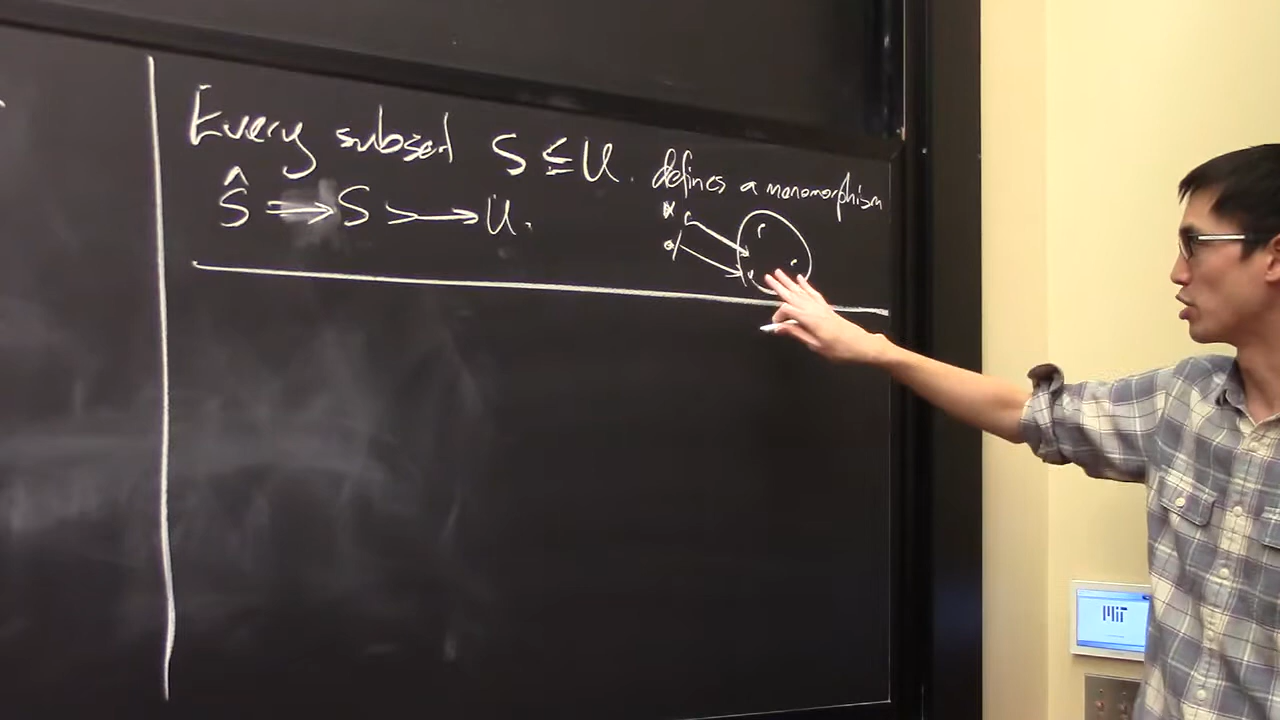 Every subset S ⊆ U. defines a monomorphism
Ŝ ⇒ S ↣ U.
MIT